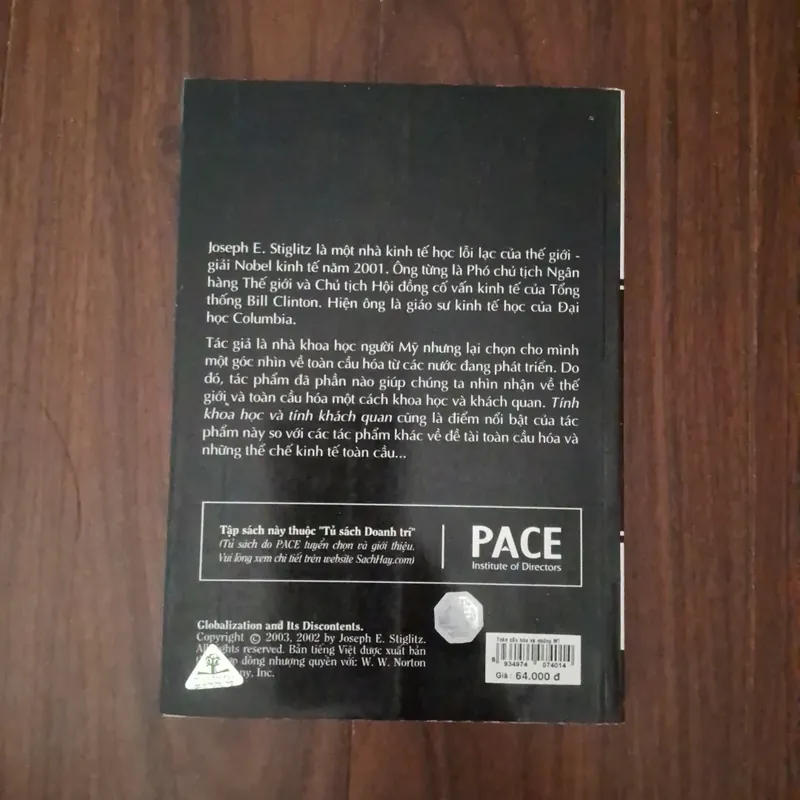 Joseph E. Stiglitz là một nhà kinh tế học lỗi lạc của thế giới -
giải Nobel kinh tế năm 2001. Ông từng là Phó chủ tịch Ngân
hàng Thế giới và Chủ tịch Hội đồng cố vấn kinh tế của Tổng
thống Bill Clinton. Hiện ông là giáo sư kinh tế học của Đại
học Columbia.
Tác giả là nhà khoa học người Mỹ nhưng lại chọn cho mình
một góc nhìn về toàn cầu hóa từ các nước đang phát triển. Do
đó, tác phẩm đã phần nào giúp chúng ta nhìn nhận về thế
giới và toàn cầu hóa một cách khoa học và khách quan. Tính
khoa học và tính khách quan cũng là điểm nổi bật của tác
phẩm này so với các tác phẩm khác về đề tài toàn cầu hóa và
những thể chế kinh tế toàn cầu...
Tập sách này thuộc "Tủ sách Doanh trí"
(Tủ sách do PACE tuyển chọn và giới thiệu.
Vui lòng xem chi tiết trên website SachHay.com)
PACE
Institute of Directors
Globalization and Its Discontents.
Copyright © 2003, 2002 by Joseph E. Stiglitz.
All rights reserved. Bản tiếng Việt được xuất bản
đồng nhượng quyền với: W. W. Norton
Inc.
Toàn cầu hóa và những MT
8 934974 074014
Giá : 64.000 đ